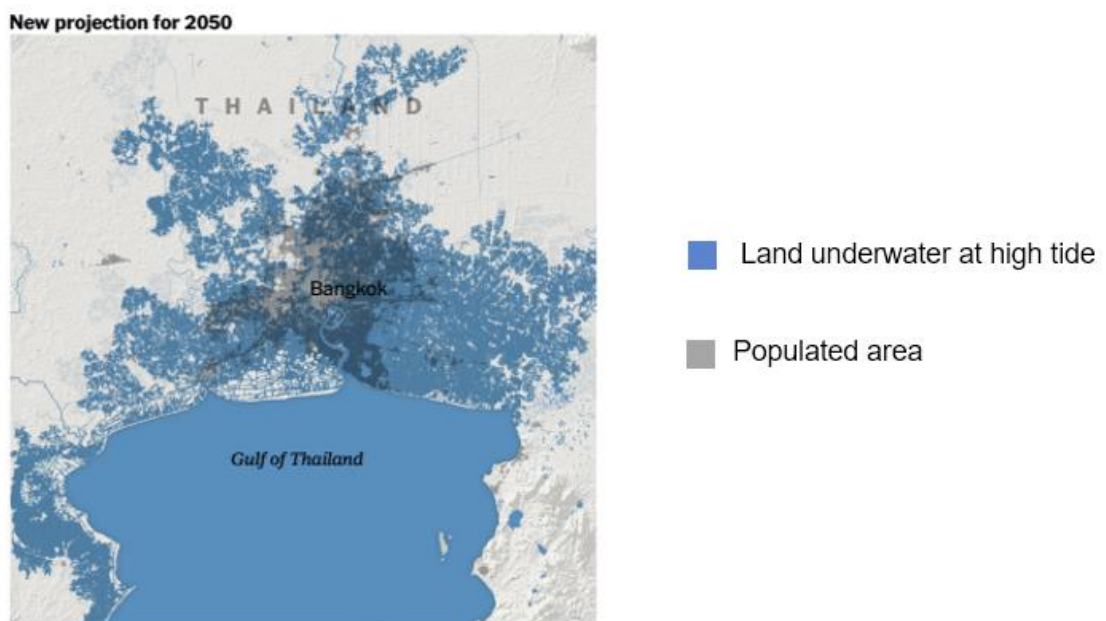 New projection for 2050
THAILAND
Bangkok
Gulf of Thailand
Land underwater at high tide
Populated area